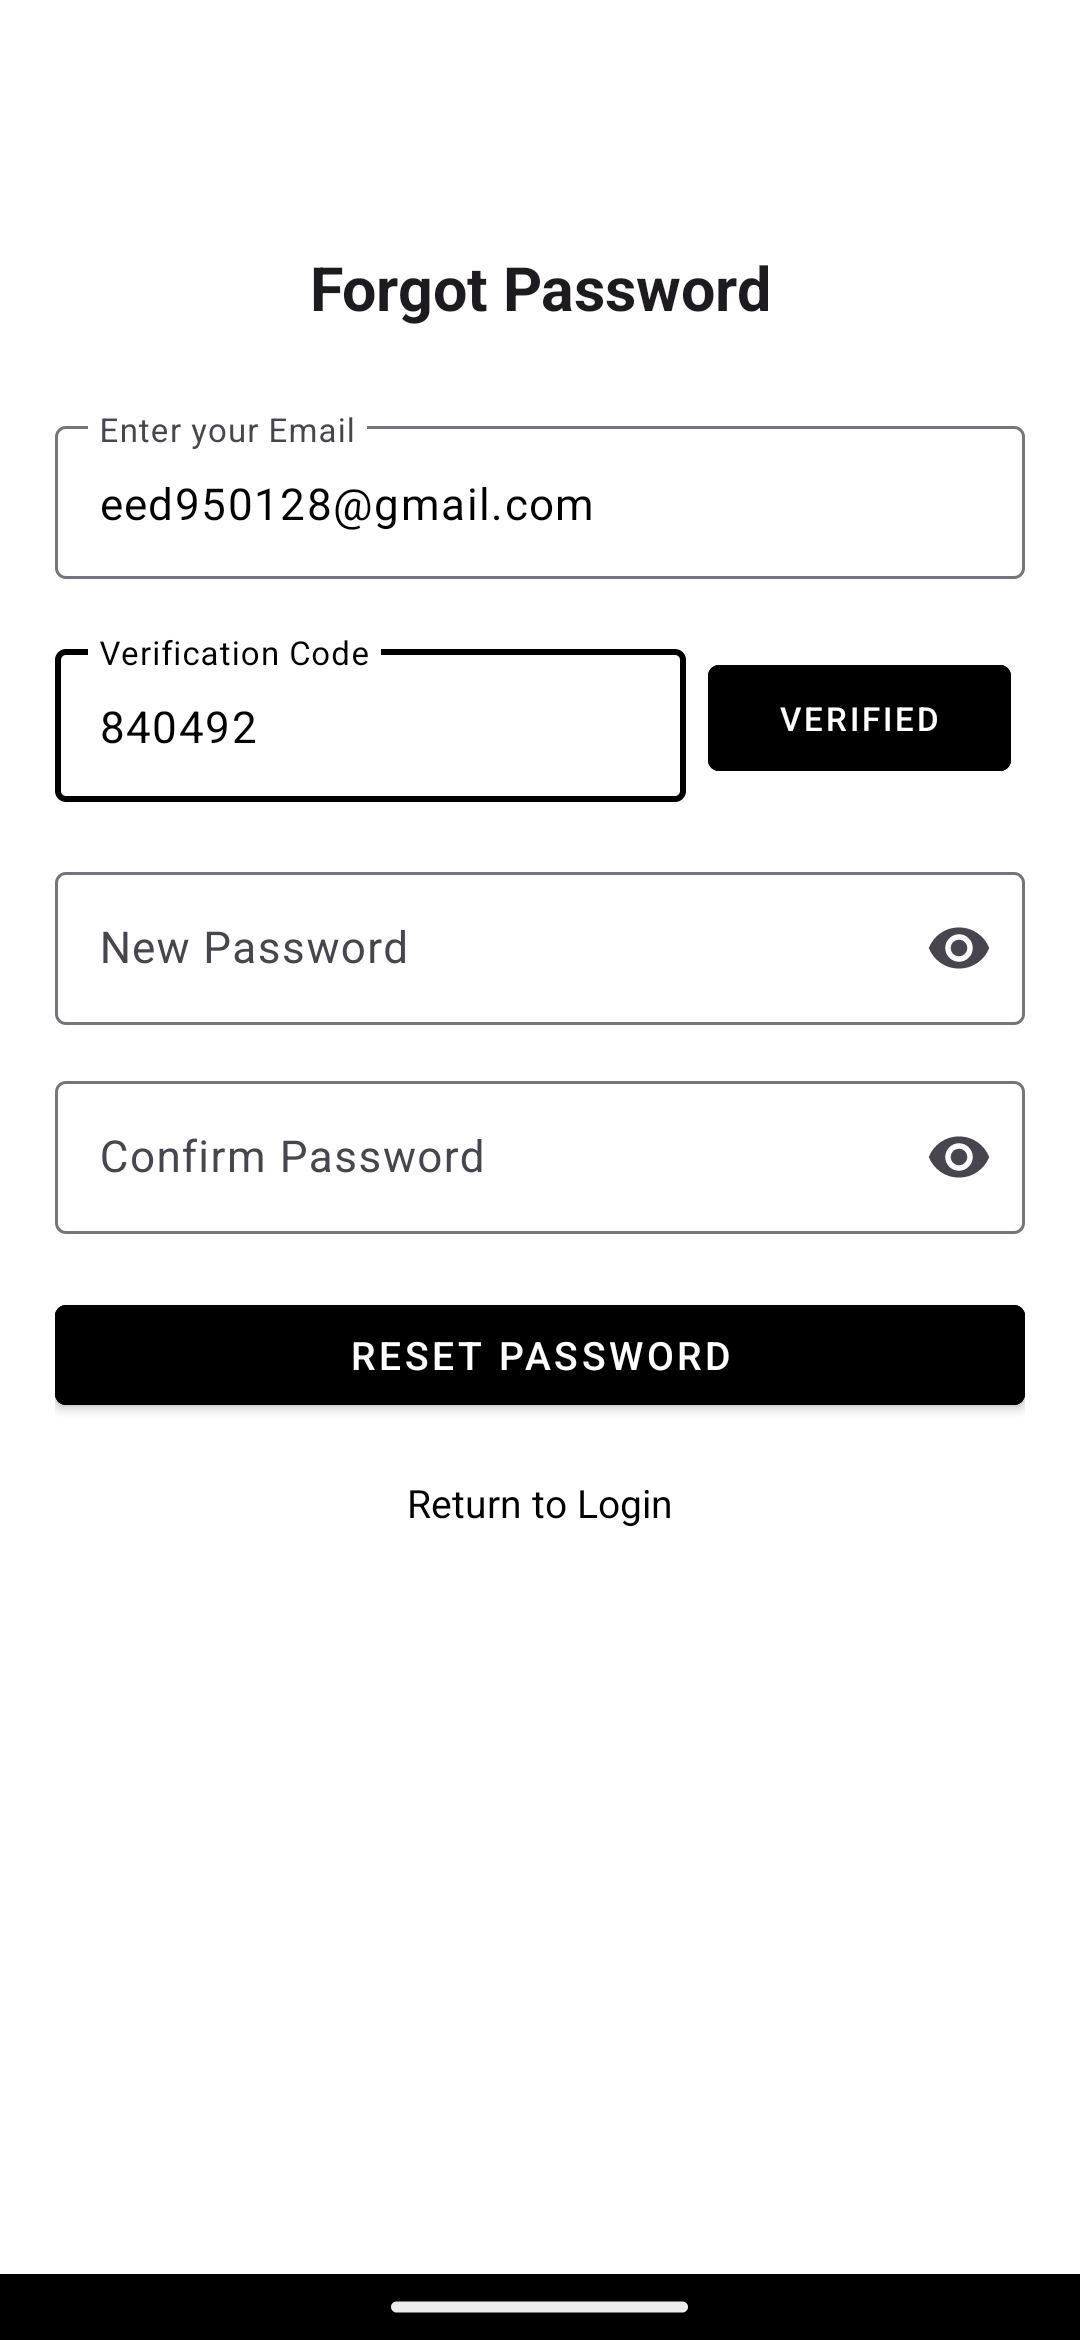 Forgot Password
Enter your Email
eed950128@gmail.com
Verification Code
840492
VERIFIED
New Password
Confirm Password
RESET PASSWORD
Return to Login